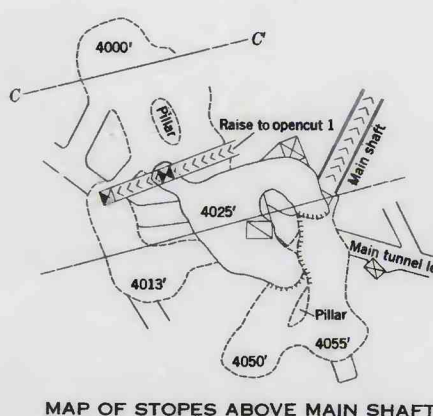 4000'
C'
C
Pillar
Raise to opencut 1
Main shaft
4025'
4013'
Main tunnel le
Pillar
4050'
4055'
MAP OF STOPES ABOVE MAIN SHAFT